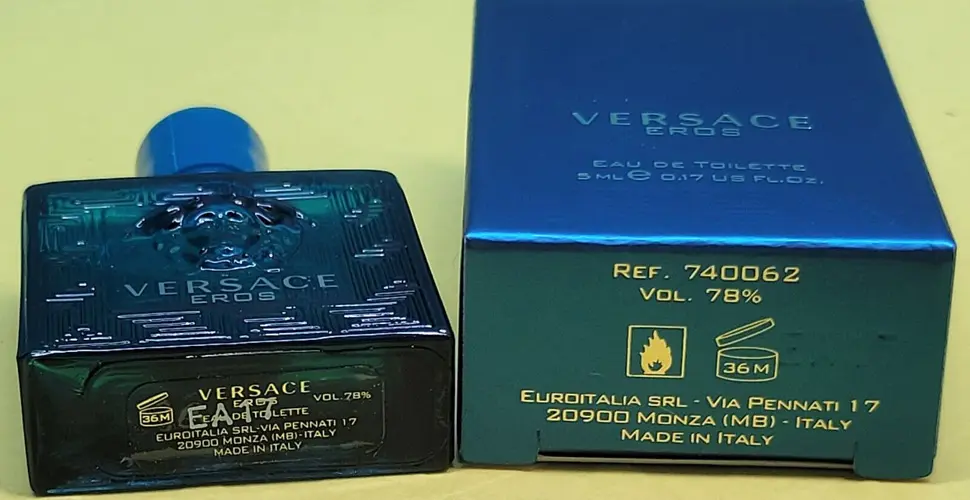 VERSACE
EROS
VERSACE
EROS
36M
VOL.78%
EA17
EAU DE TOILETTE
EUROITALIA SRL-VIA PENNATI 17
20900 MONZA (MB)-ITALY
MADE IN ITALY
VERSACE
EROS
EAU DE TOILETTE
5 ML e 0.17 US FL.OZ.
REF. 740062
VOL. 78%
36M
EUROITALIA SRL - VIA PENNATI 17
20900 MONZA (MB) - ITALY
MADE IN ITALY